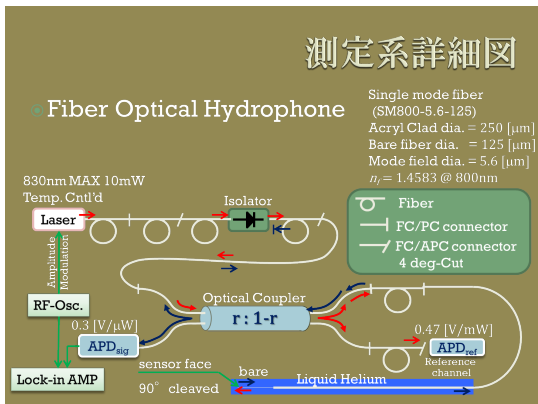 測定系詳細図
Fiber Optical Hydrophone
Single mode fiber
(SM800-5.6-125)
Acryl Clad dia. = 250 [μm]
Bare fiber dia. = 125 [μm]
Mode field dia. = 5.6 [μm]
nr = 1.4583 @ 800nm
830nm MAX 10mW
Temp. Cntl'd
Laser
Isolator
Fiber
FC/PC connector
FC/APC connector
4 deg-Cut
Amplitude
Modulation
RF-Osc.
Optical Coupler
r : 1-r
0.3 [V/μW]
APDsig
0.47 [V/mW]
APDref
Reference
channel
Lock-in AMP
sensor face
90° cleaved
bare
Liquid Helium